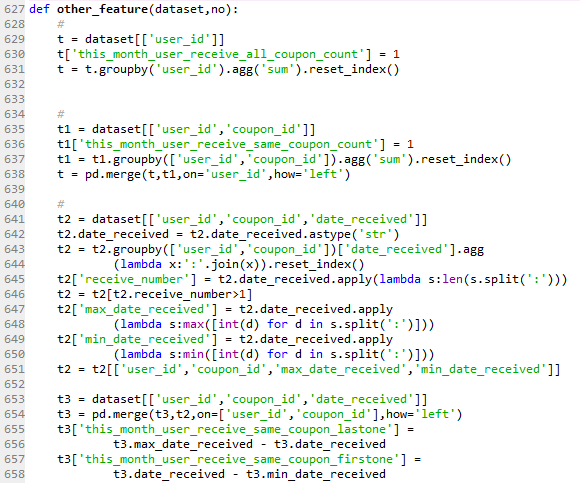 627 def other_feature(dataset,no):
628     #
629     t = dataset[['user_id']]
630     t['this_month_user_receive_all_coupon_count'] = 1
631     t = t.groupby('user_id').agg('sum').reset_index()
632
633
634     #
635     t1 = dataset[['user_id','coupon_id']]
636     t1['this_month_user_receive_same_coupon_count'] = 1
637     t1 = t1.groupby(['user_id','coupon_id']).agg('sum').reset_index()
638     t = pd.merge(t,t1,on='user_id',how='left')
639
640     #
641     t2 = dataset[['user_id','coupon_id','date_received']]
642     t2.date_received = t2.date_received.astype('str')
643     t2 = t2.groupby(['user_id','coupon_id'])['date_received'].agg
644             (lambda x:':'.join(x)).reset_index()
645     t2['receive_number'] = t2.date_received.apply(lambda s:len(s.split(':')))
646     t2 = t2[t2.receive_number>1]
647     t2['max_date_received'] = t2.date_received.apply
648             (lambda s:max([int(d) for d in s.split(':')]))
649     t2['min_date_received'] = t2.date_received.apply
650             (lambda s:min([int(d) for d in s.split(':')]))
651     t2 = t2[['user_id','coupon_id','max_date_received','min_date_received']]
652
653     t3 = dataset[['user_id','coupon_id','date_received']]
654     t3 = pd.merge(t3,t2,on=['user_id','coupon_id'],how='left')
655     t3['this_month_user_receive_same_coupon_lastone'] =
656             t3.max_date_received - t3.date_received
657     t3['this_month_user_receive_same_coupon_firstone'] =
658             t3.date_received - t3.min_date_received